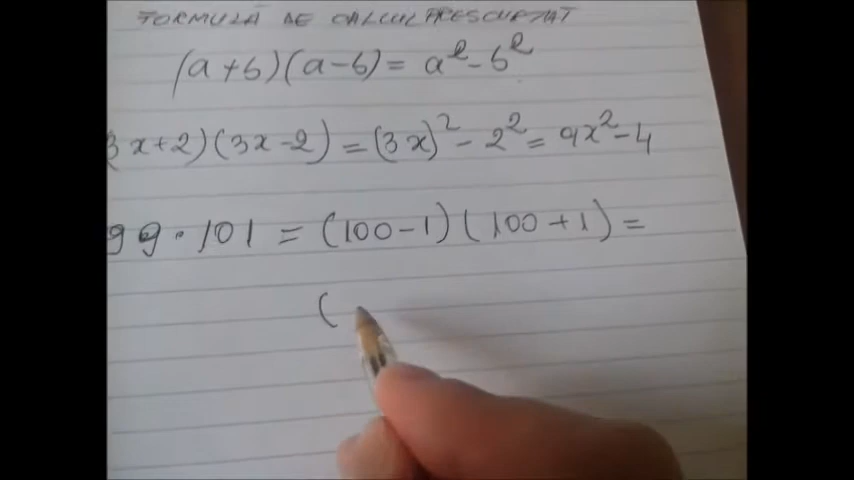 FORMULĂ DE CALCUL PRESCURTAT
(a+b)(a-b)= a²-b²
3x+2)(3x-2)=(3x)²-2²=9x²-4
99·101=(100-1)(100+1)=
(